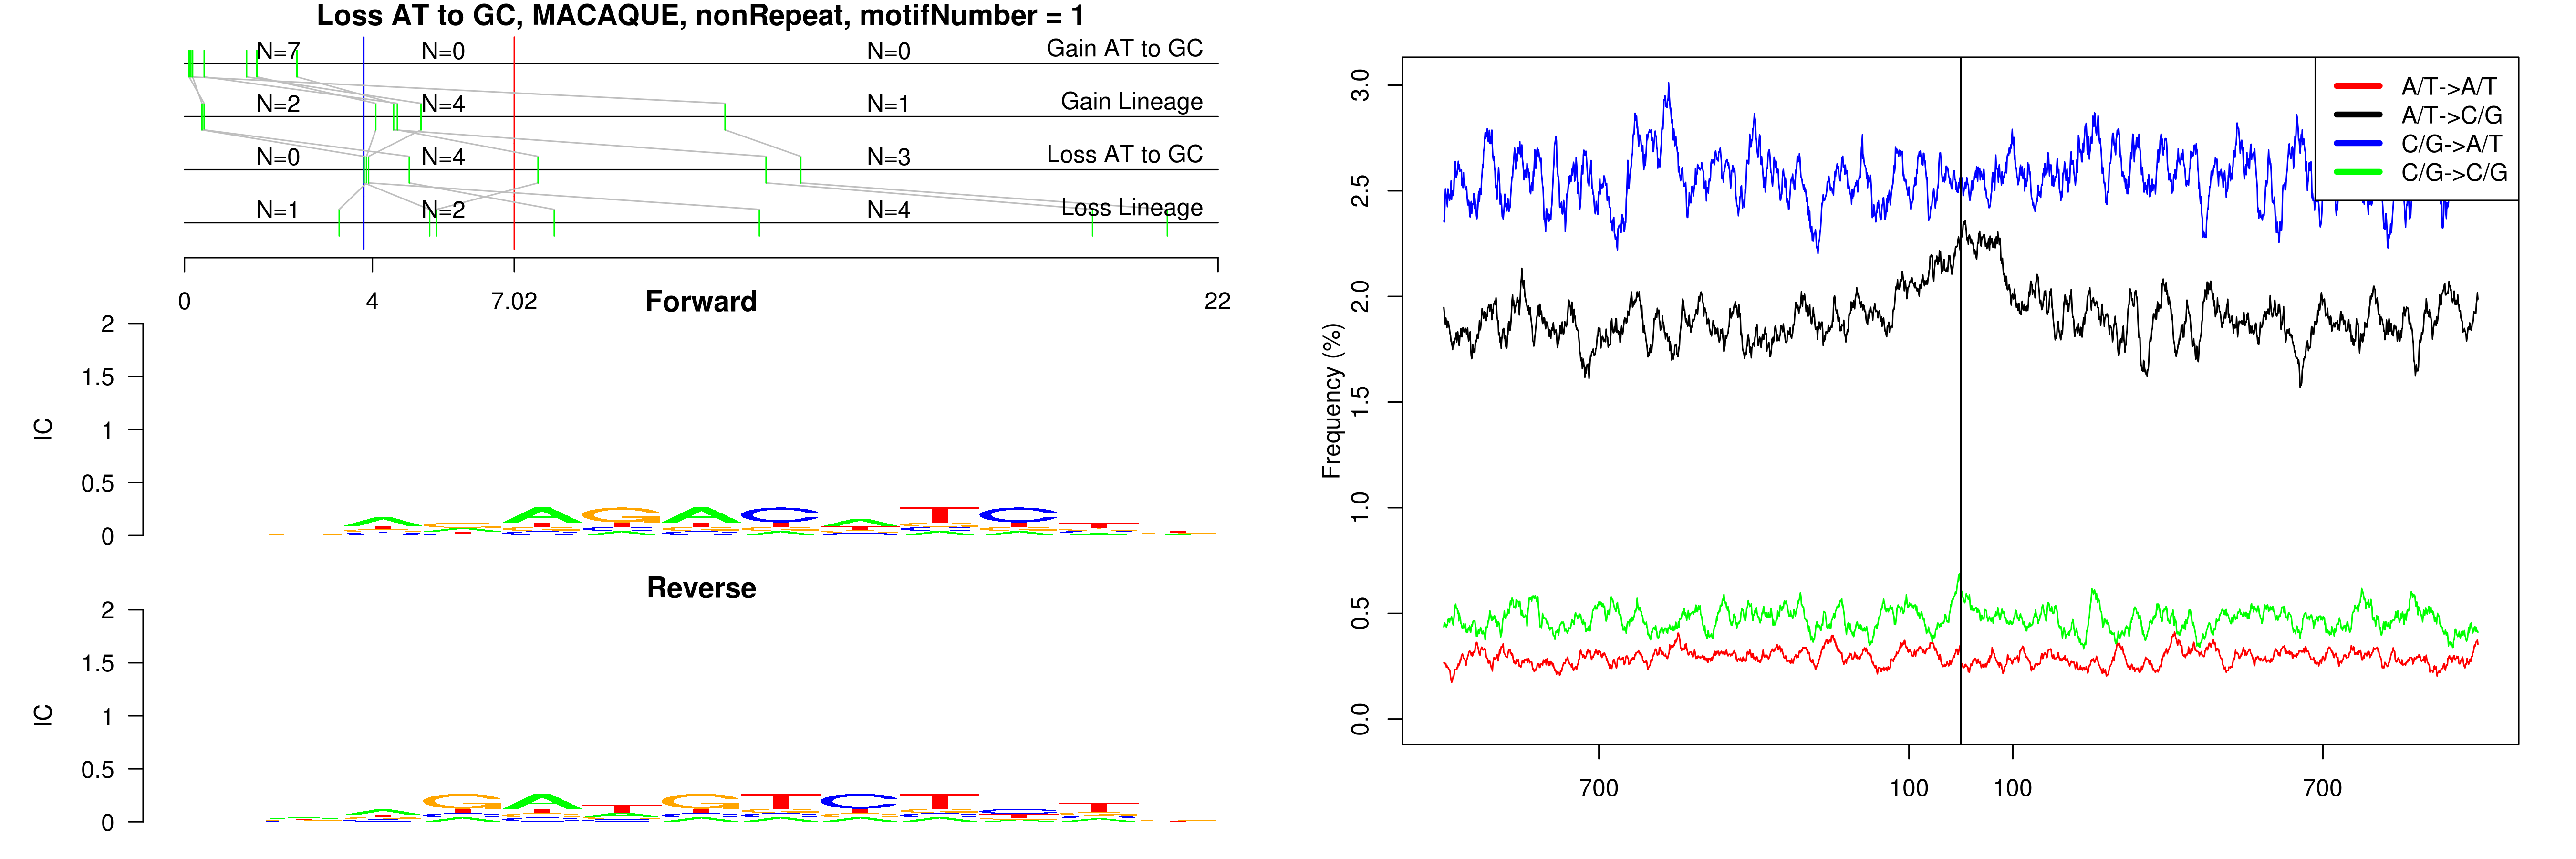 Loss AT to GC, MACAQUE, nonRepeat, motifNumber = 1
N=7 N=0 N=0 Gain AT to GC
N=2 N=4 N=1 Gain Lineage
N=0 N=4 N=3 Loss AT to GC
N=1 N=2 N=4 Loss Lineage
0 4 7.02 22
Forward
2
1.5
1
0.5
0
IC
A G A C T C
Reverse
2
1.5
1
0.5
0
IC
G A T G T C T
A/T->A/T
A/T->C/G
C/G->A/T
C/G->C/G
Frequency (%)
3.0
2.5
2.0
1.5
1.0
0.5
0.0
700 100 100 700